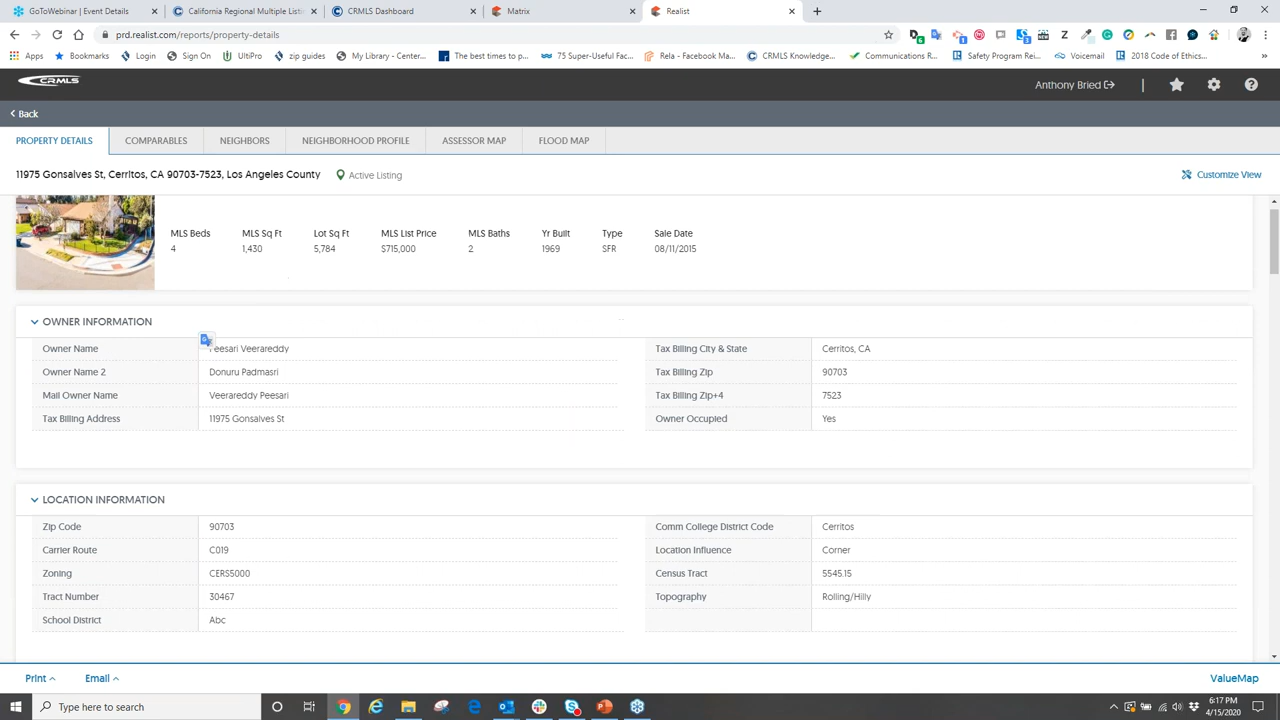 GoToWebinar | Event Details
California Regional Multiple Listi
CRMLS Dashboard
Matrix
Realist
prd.realist.com/reports/property-details
Apps
Bookmarks
Login
Sign On
UltiPro
zip guides
My Library - Center...
The best times to p...
75 Super-Useful Fac...
Rela - Facebook Ma...
CRMLS Knowledge...
Communications R...
Safety Program Rei...
Voicemail
2018 Code of Ethics...
CRMLS
Anthony Bried
Back
PROPERTY DETAILS
COMPARABLES
NEIGHBORS
NEIGHBORHOOD PROFILE
ASSESSOR MAP
FLOOD MAP
11975 Gonsalves St, Cerritos, CA 90703-7523, Los Angeles County
Active Listing
Customize View
MLS Beds MLS Sq Ft Lot Sq Ft MLS List Price MLS Baths Yr Built Type Sale Date
4 1,430 5,784 $715,000 2 1969 SFR 08/11/2015
OWNER INFORMATION
Owner Name Peesari Veerareddy
Owner Name 2 Donuru Padmasri
Mail Owner Name Veerareddy Peesari
Tax Billing Address 11975 Gonsalves St
Tax Billing City & State Cerritos, CA
Tax Billing Zip 90703
Tax Billing Zip+4 7523
Owner Occupied Yes
LOCATION INFORMATION
Zip Code 90703
Carrier Route C019
Zoning CERS5000
Tract Number 30467
School District Abc
Comm College District Code Cerritos
Location Influence Corner
Census Tract 5545.15
Topography Rolling/Hilly
Print
Email
ValueMap
Type here to search
6:17 PM
4/15/2020